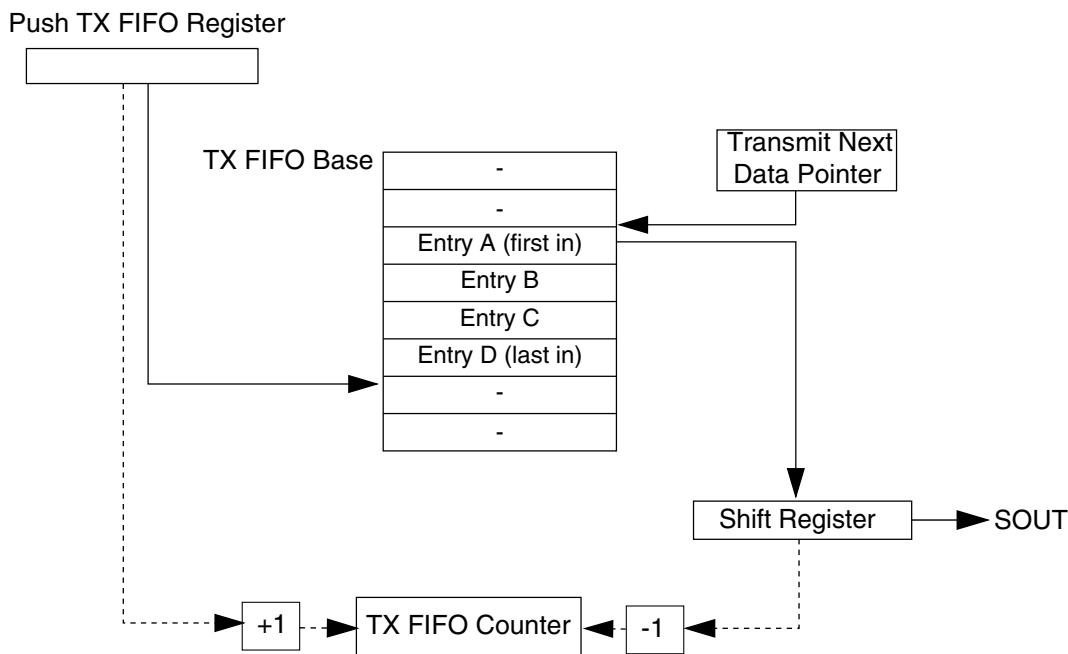 Push TX FIFO Register
TX FIFO Base
-
-
Entry A (first in)
Entry B
Entry C
Entry D (last in)
-
-
Transmit Next
Data Pointer
Shift Register
SOUT
+1
TX FIFO Counter
-1